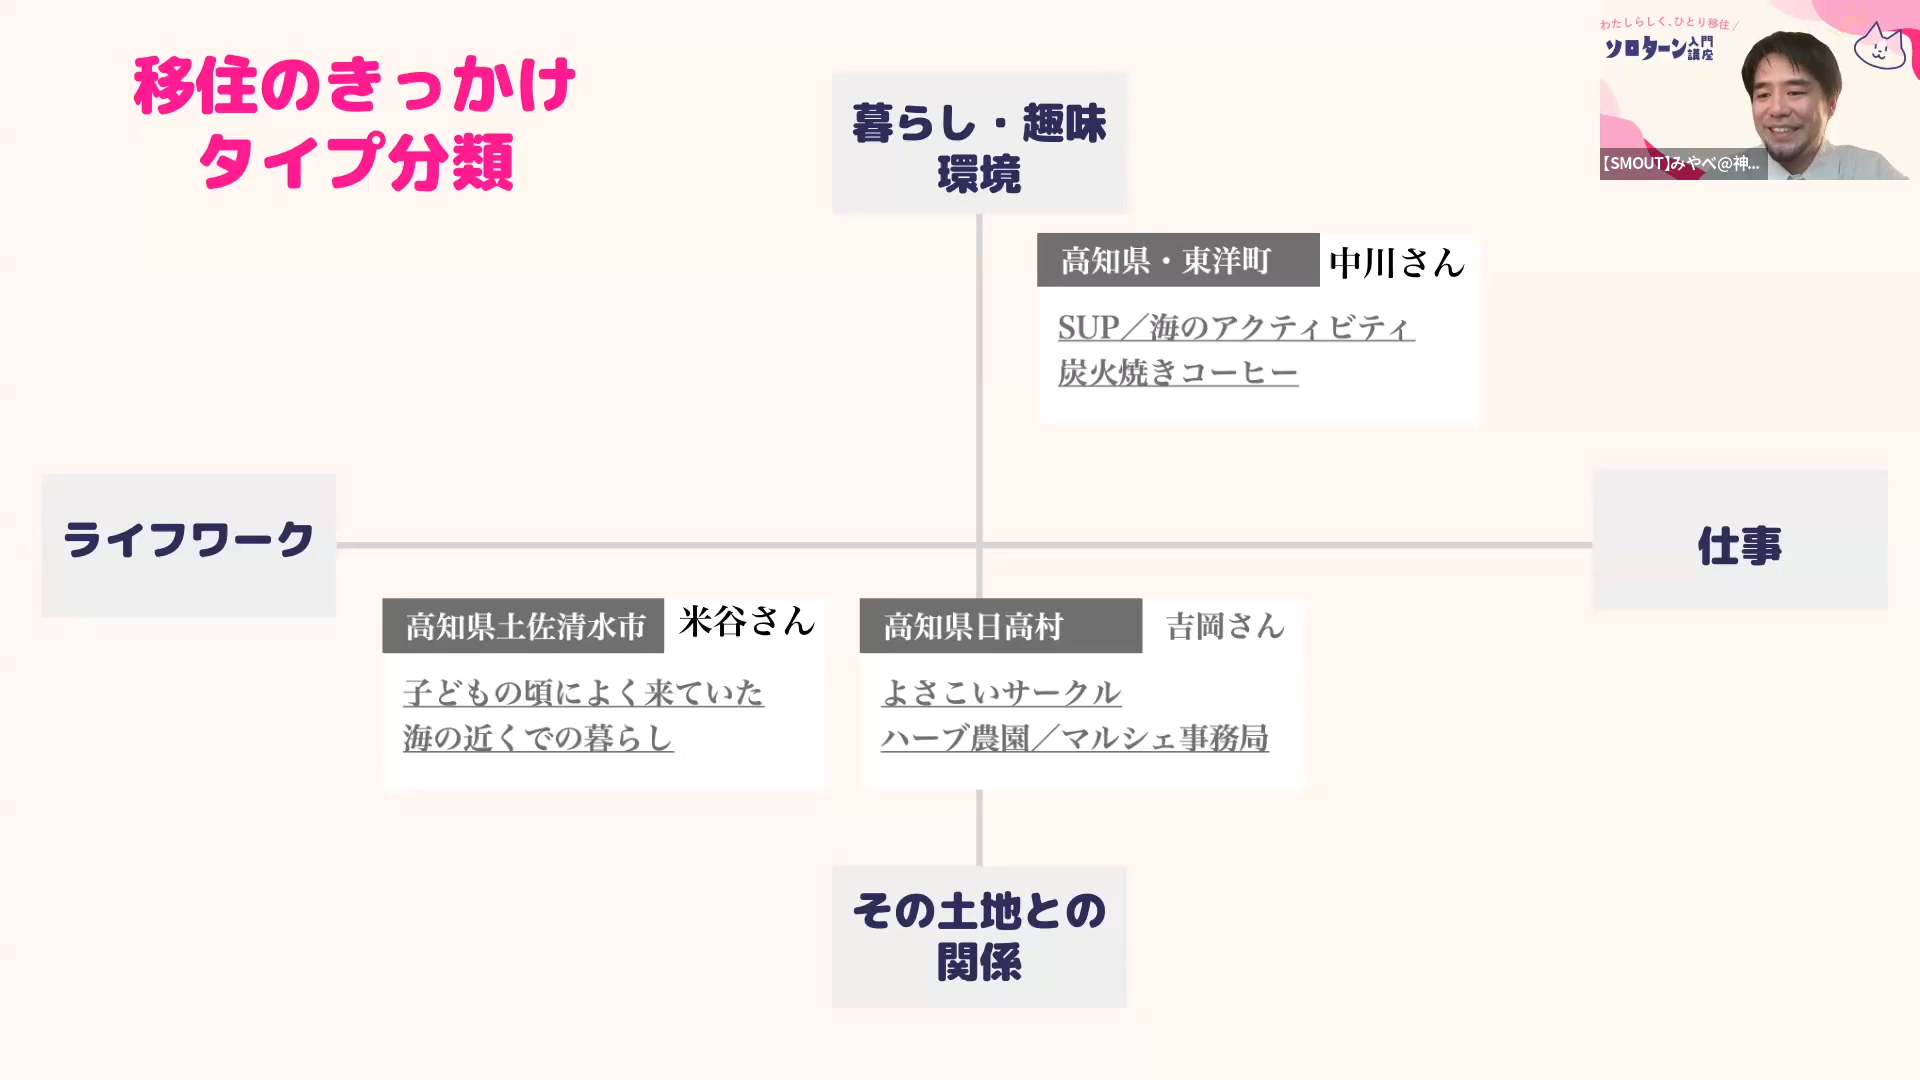 移住のきっかけ
タイプ分類
わたしらしく、ひとり移住
ソロターン入門講座
【SMOUT】みやべ@神...
暮らし・趣味
環境
高知県・東洋町 中川さん
SUP／海のアクティビティ
炭火焼きコーヒー
ライフワーク
仕事
高知県土佐清水市 米谷さん
子どもの頃によく来ていた
海の近くでの暮らし
高知県日高村 吉岡さん
よさこいサークル
ハーブ農園／マルシェ事務局
その土地との
関係